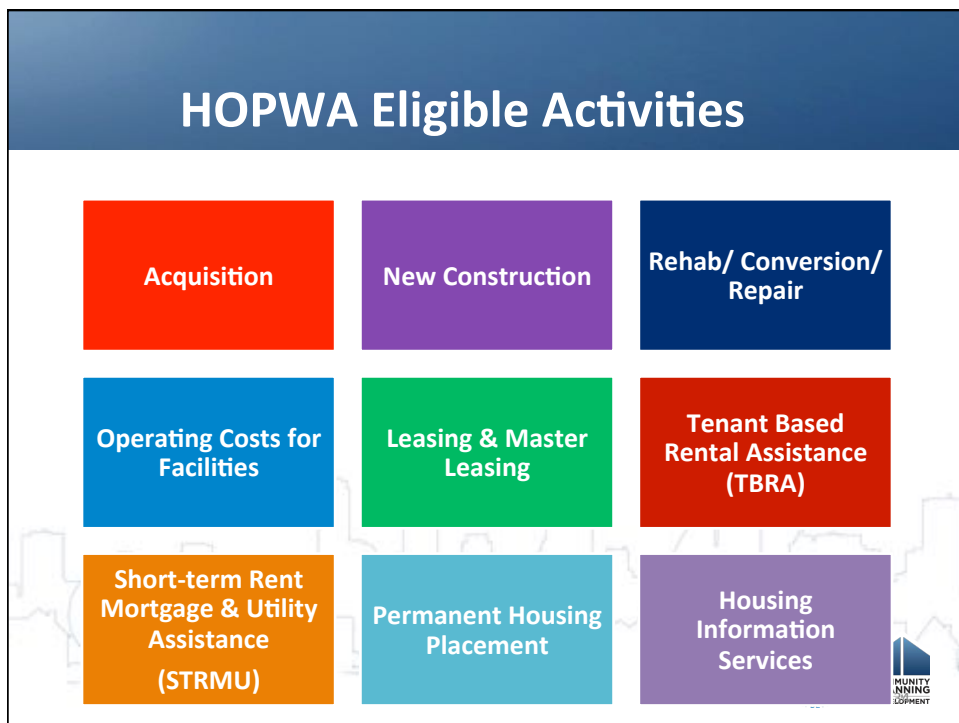 HOPWA Eligible Activities
Acquisition
New Construction
Rehab/ Conversion/
Repair
Operating Costs for
Facilities
Leasing & Master
Leasing
Tenant Based
Rental Assistance
(TBRA)
Short-term Rent
Mortgage & Utility
Assistance
(STRMU)
Permanent Housing
Placement
Housing
Information
Services